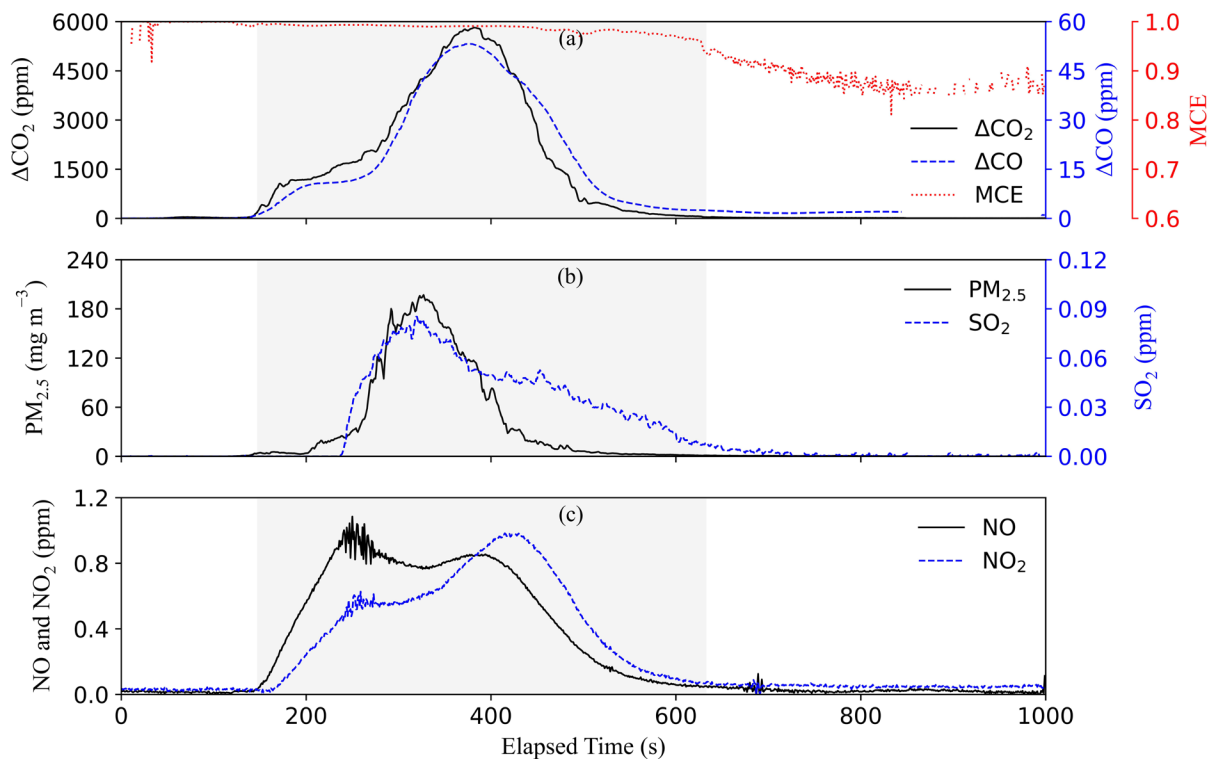 (a)
6000
4500
3000
1500
0
ΔCO₂ (ppm)
60
45
30
15
0
ΔCO (ppm)
1.0
0.9
0.8
0.7
0.6
MCE
ΔCO₂
ΔCO
MCE
(b)
240
180
120
60
0
PM₂.₅ (mg m⁻³)
0.12
0.09
0.06
0.03
0.00
SO₂ (ppm)
PM₂.₅
SO₂
(c)
1.2
0.8
0.4
0.0
NO and NO₂ (ppm)
NO
NO₂
0 200 400 600 800 1000
Elapsed Time (s)